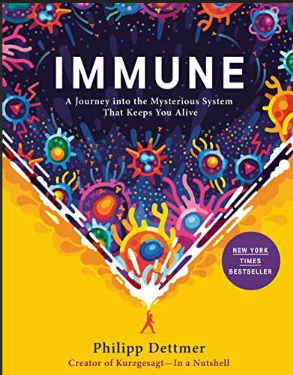 IMMUNE
A Journey into the Mysterious System
That Keeps You Alive
NEW YORK
TIMES
BESTSELLER
Philipp Dettmer
Creator of Kurzgesagt—In a Nutshell